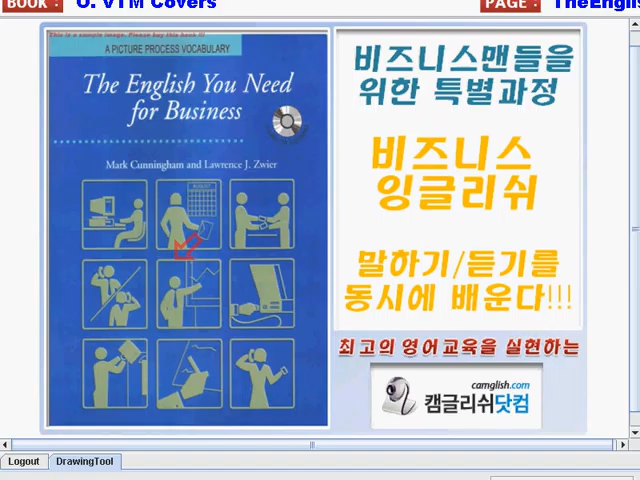 BOOK :
0. VTM Covers
PAGE :
TheEnglis
This is a sample image, Please buy this book !!!
A PICTURE PROCESS VOCABULARY
The English You Need
for Business
Mark Cunningham and Lawrence J. Zwier
AUGUST
비즈니스맨들을
위한 특별과정
비즈니스
잉글리쉬
말하기/듣기를
동시에 배운다!!!
최고의 영어교육을 실현하는
camglish.com
캠글리쉬닷컴
Logout
DrawingTool